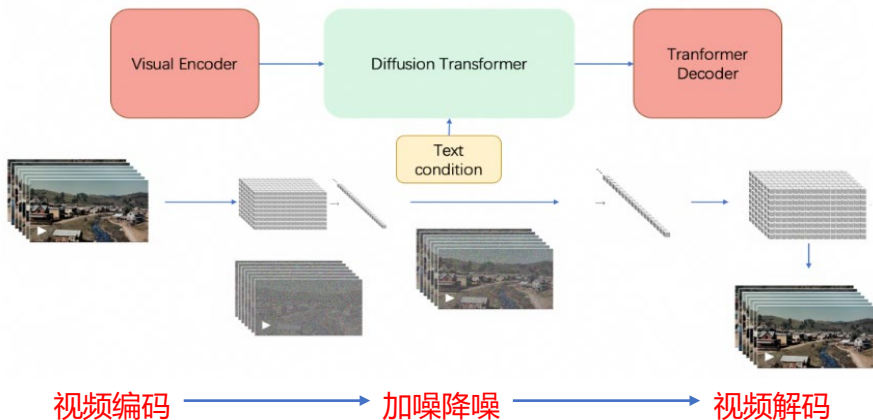 Visual Encoder
Diffusion Transformer
Tranformer
Decoder
Text
condition
视频编码
加噪降噪
视频解码